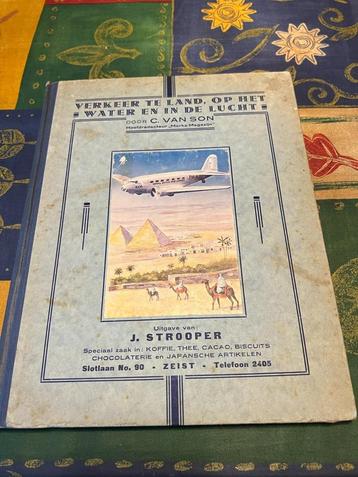 VERKEER TE LAND, OP HET
WATER EN IN DE LUCHT
DOOR C. VAN SON
Hoofdredacteur „Marks-Magazijn"
Uitgave van:
J. STROOPER
Speciaal zaak in: KOFFIE, THEE, CACAO, BISCUITS
CHOCOLATERIE en JAPANSCHE ARTIKELEN
Slotlaan No. 90 - ZEIST - Telefoon 2405